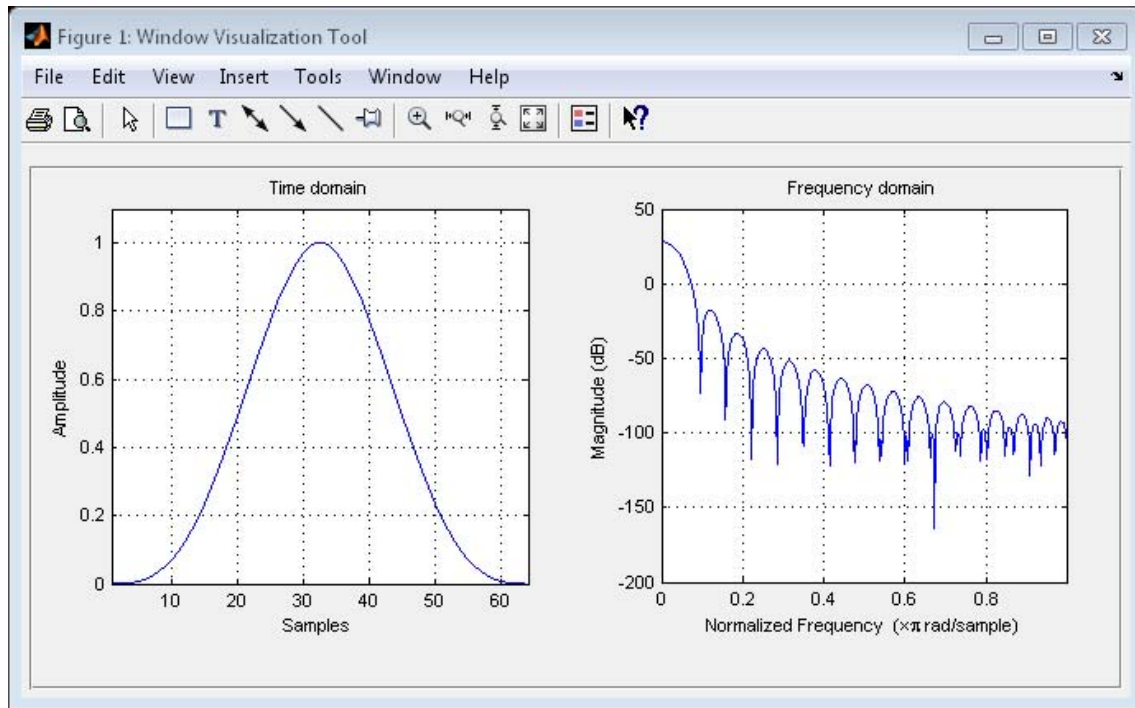 Figure 1: Window Visualization Tool
File Edit View Insert Tools Window Help
T
?
Time domain
1
0.8
0.6
0.4
0.2
0
10 20 30 40 50 60
Samples
Amplitude
Frequency domain
50
0
-50
-100
-150
-200
0 0.2 0.4 0.6 0.8
Normalized Frequency (×π rad/sample)
Magnitude (dB)